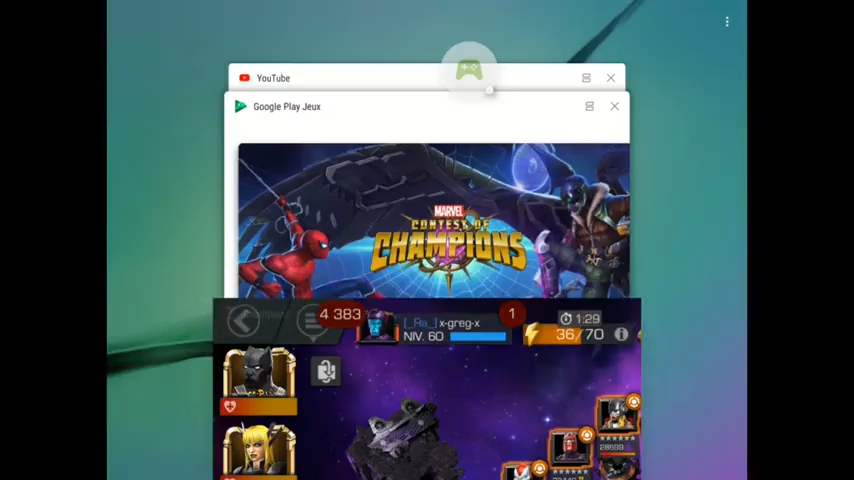 YouTube
Google Play Jeux
MARVEL
CONTEST OF
CHAMPIONS
4 383
[_Ra_] x-greg-x
1
NIV. 60
1:29
36/70
28699